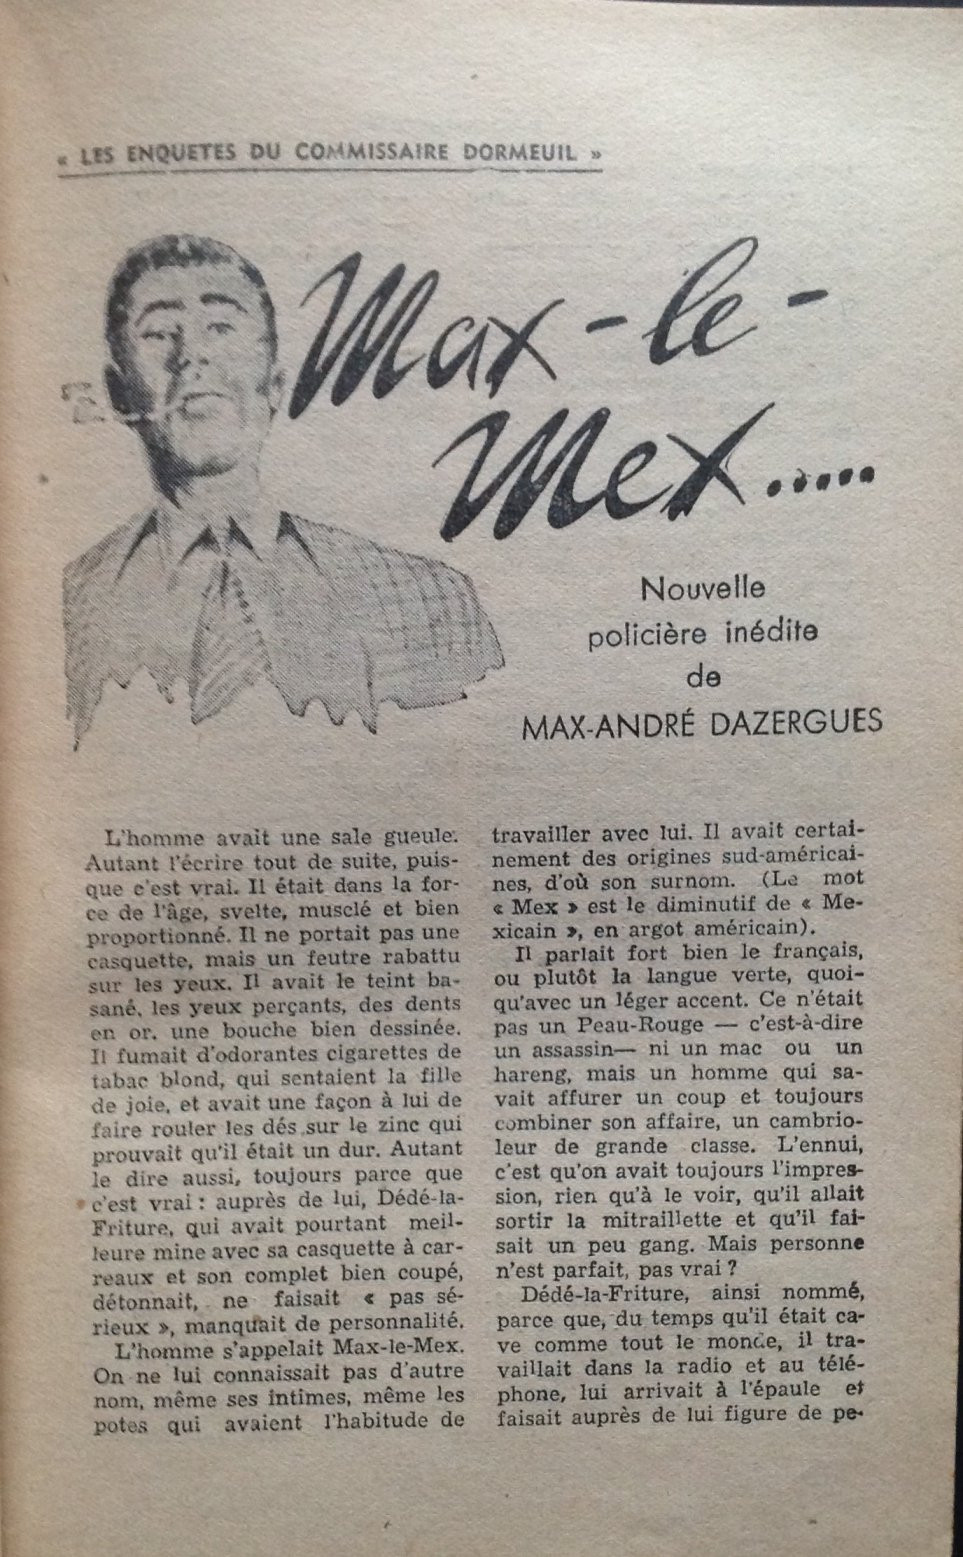 « LES ENQUETES DU COMMISSAIRE DORMEUIL »
Max-le-
Mex.....
Nouvelle
policière inédite
de
MAX-ANDRÉ DAZERGUES
L'homme avait une sale gueule.
Autant l'écrire tout de suite, puis-
que c'est vrai. Il était dans la for-
ce de l'âge, svelte, musclé et bien
proportionné. Il ne portait pas une
casquette, mais un feutre rabattu
sur les yeux. Il avait le teint ba-
sané, les yeux perçants, des dents
en or, une bouche bien dessinée.
Il fumait d'odorantes cigarettes de
tabac blond, qui sentaient la fille
de joie, et avait une façon à lui de
faire rouler les dés sur le zinc qui
prouvait qu'il était un dur. Autant
le dire aussi, toujours parce que
c'est vrai : auprès de lui, Dédé-la-
Friture, qui avait pourtant meil-
leure mine avec sa casquette à car-
reaux et son complet bien coupé,
détonnait, ne faisait « pas sé-
rieux », manquait de personnalité.
L'homme s'appelait Max-le-Mex.
On ne lui connaissait pas d'autre
nom, même ses intimes, même les
potes qui avaient l'habitude de
travailler avec lui. Il avait certai-
nement des origines sud-américai-
nes, d'où son surnom. (Le mot
« Mex » est le diminutif de « Me-
xicain », en argot américain).
Il parlait fort bien le français,
ou plutôt la langue verte, quoi-
qu'avec un léger accent. Ce n'était
pas un Peau-Rouge — c'est-à-dire
un assassin— ni un mac ou un
hareng, mais un homme qui sa-
vait affurer un coup et toujours
combiner son affaire, un cambrio-
leur de grande classe. L'ennui,
c'est qu'on avait toujours l'impres-
sion, rien qu'à le voir, qu'il allait
sortir la mitraillette et qu'il fai-
sait un peu gang. Mais personne
n'est parfait, pas vrai ?
Dédé-la-Friture, ainsi nommé,
parce que, du temps qu'il était ca-
ve comme tout le monde, il tra-
vaillait dans la radio et au télé-
phone, lui arrivait à l'épaule et
faisait auprès de lui figure de pe-